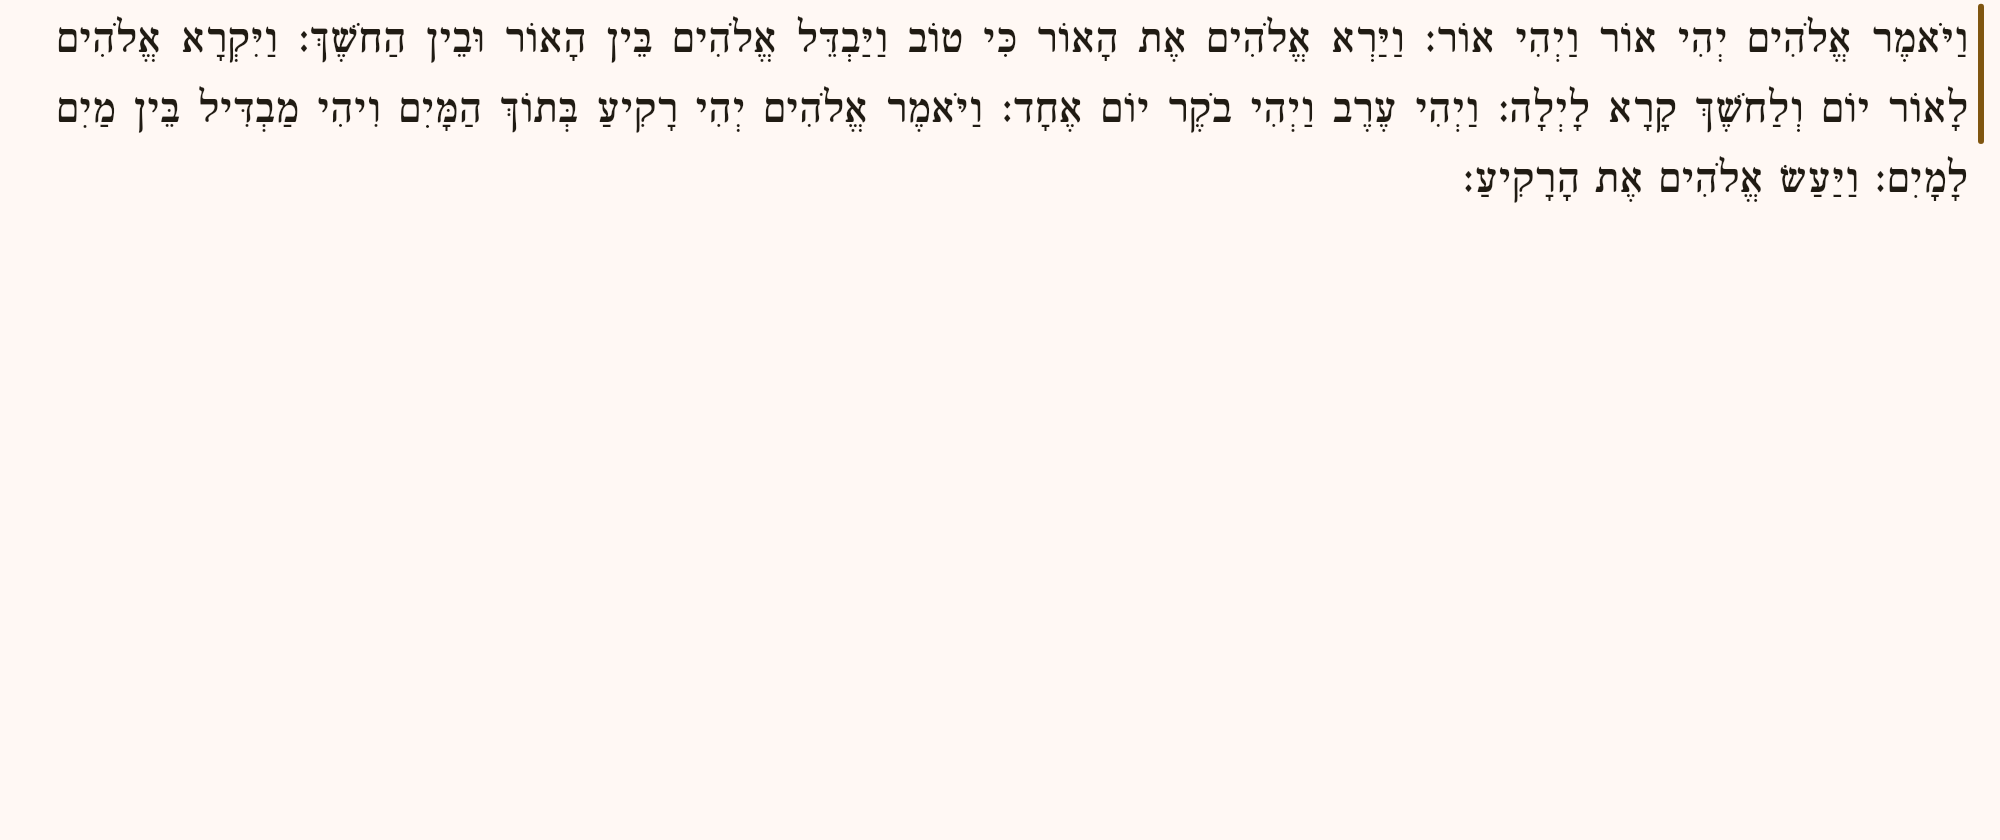 וַיֹּאמֶר אֱלֹהִים יְהִי אוֹר וַיְהִי אוֹר׃ וַיַּרְא אֱלֹהִים אֶת הָאוֹר כִּי טוֹב וַיַּבְדֵּל אֱלֹהִים בֵּין הָאוֹר וּבֵין הַחֹשֶׁךְ׃ וַיִּקְרָא אֱלֹהִים
לָאוֹר יוֹם וְלַחֹשֶׁךְ קָרָא לָיְלָה׃ וַיְהִי עֶרֶב וַיְהִי בֹקֶר יוֹם אֶחָד׃ וַיֹּאמֶר אֱלֹהִים יְהִי רָקִיעַ בְּתוֹךְ הַמָּיִם וִיהִי מַבְדִּיל בֵּין מַיִם
לָמָיִם׃ וַיַּעַשׂ אֱלֹהִים אֶת הָרָקִיעַ׃